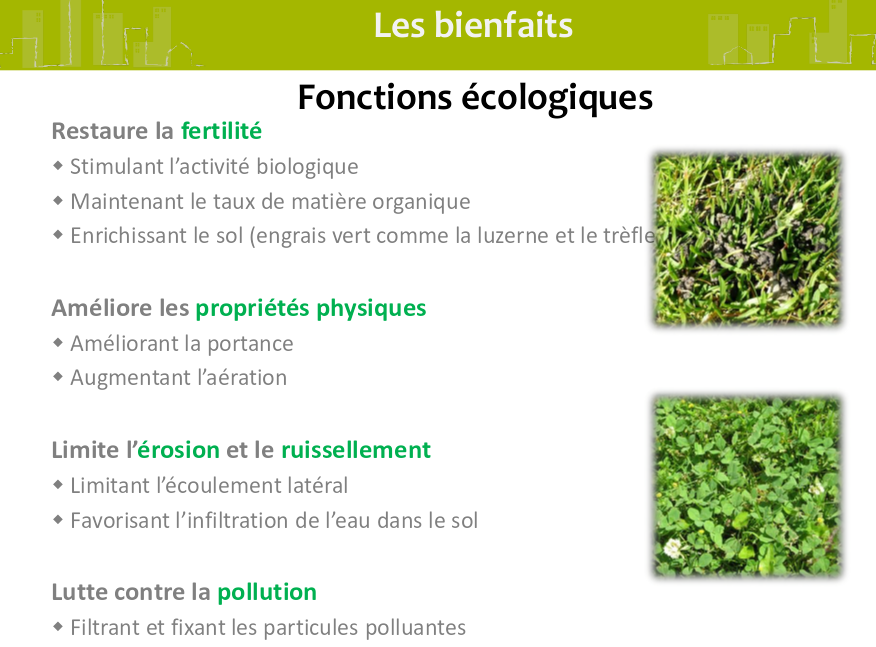 Les bienfaits
Fonctions écologiques
Restaure la fertilité
◆ Stimulant l’activité biologique
◆ Maintenant le taux de matière organique
◆ Enrichissant le sol (engrais vert comme la luzerne et le trèfle
Améliore les propriétés physiques
◆ Améliorant la portance
◆ Augmentant l’aération
Limite l’érosion et le ruissellement
◆ Limitant l’écoulement latéral
◆ Favorisant l’infiltration de l’eau dans le sol
Lutte contre la pollution
◆ Filtrant et fixant les particules polluantes